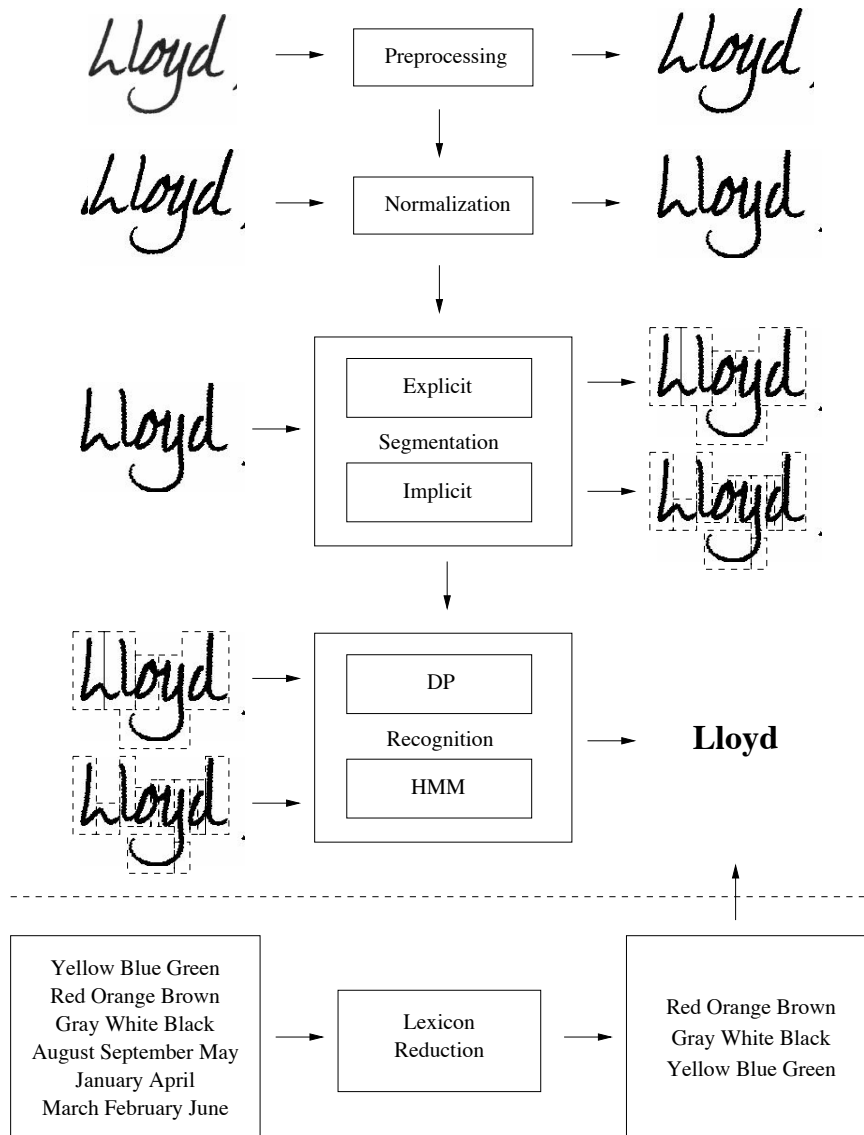 Lloyd
Preprocessing
Lloyd
Lloyd
Normalization
Lloyd
Lloyd
Explicit
Segmentation
Implicit
Lloyd
Lloyd
Lloyd
Lloyd
DP
Recognition
HMM
Lloyd
Yellow Blue Green
Red Orange Brown
Gray White Black
August September May
January April
March February June
Lexicon
Reduction
Red Orange Brown
Gray White Black
Yellow Blue Green